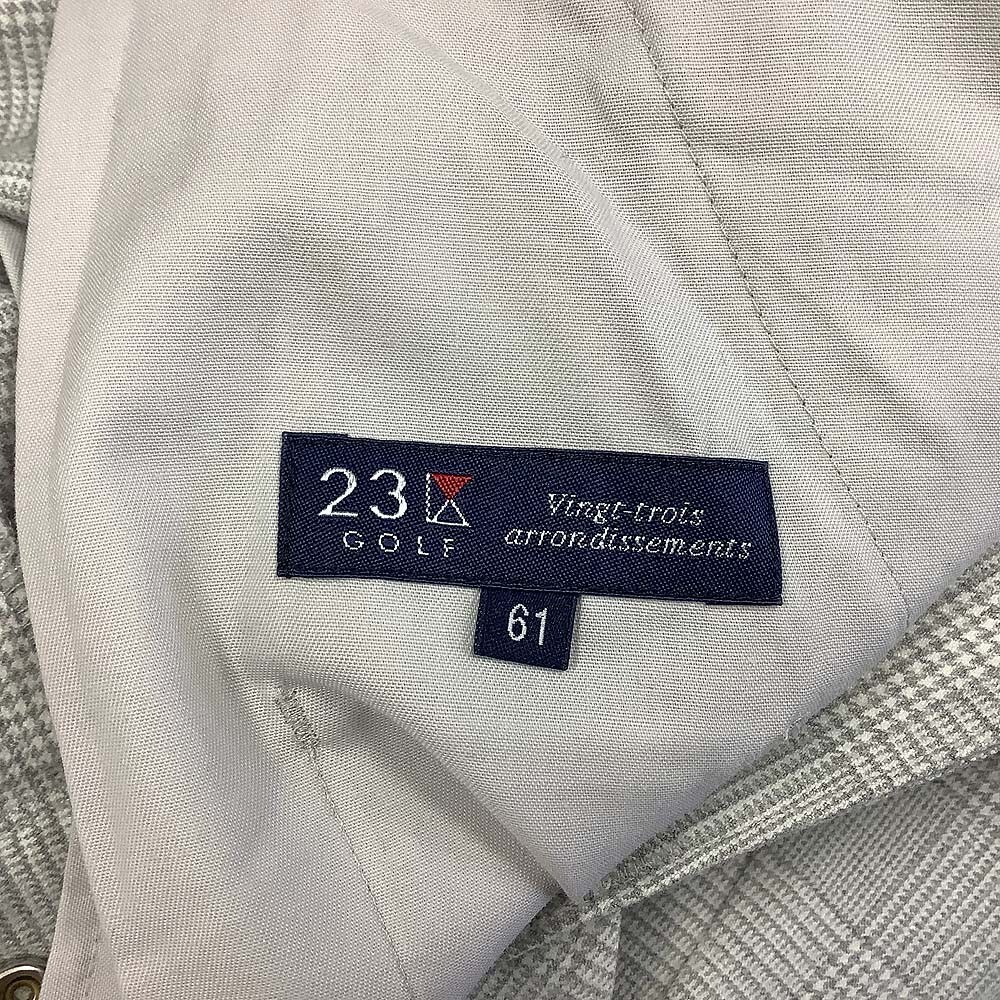 23
GOLF
Vingt-trois
arrondissements
61